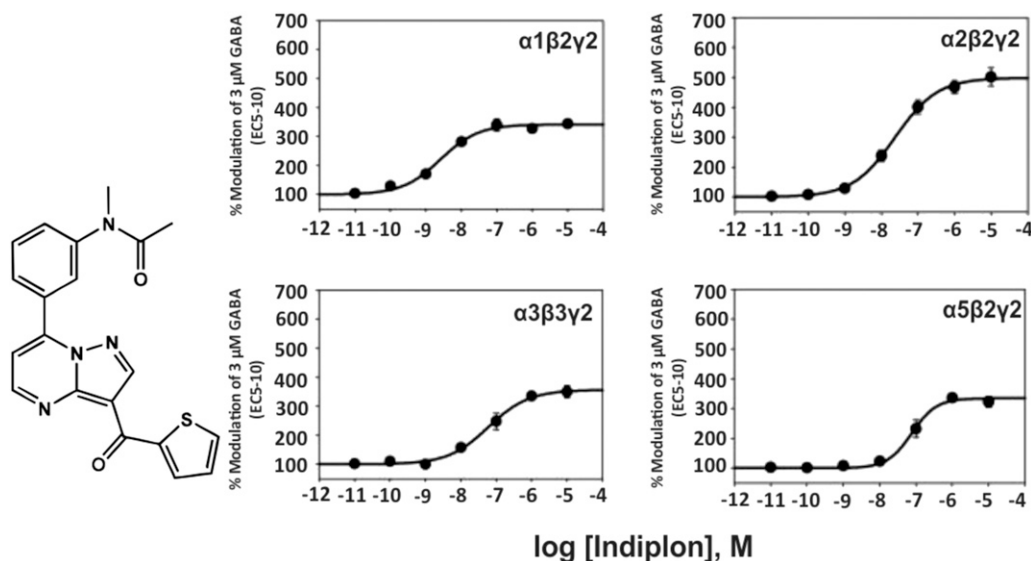 % Modulation of 3 μM GABA
(EC5-10)
700
600
500
400
300
200
100
α1β2γ2
-12 -11 -10 -9 -8 -7 -6 -5 -4
% Modulation of 3 μM GABA
(EC5-10)
700
600
500
400
300
200
100
α2β2γ2
-12 -11 -10 -9 -8 -7 -6 -5 -4
N
O
N
N
N
O
S
% Modulation of 3 μM GABA
(EC5-10)
700
600
500
400
300
200
100
α3β3γ2
-12 -11 -10 -9 -8 -7 -6 -5 -4
% Modulation of 3 μM GABA
(EC5-10)
700
600
500
400
300
200
100
α5β2γ2
-12 -11 -10 -9 -8 -7 -6 -5 -4
log [Indiplon], M